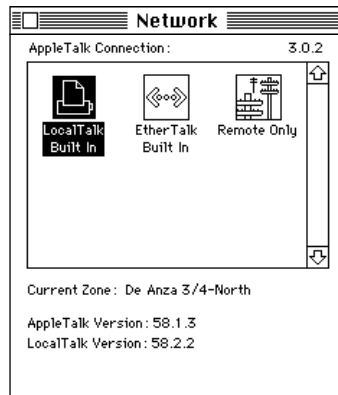 Network
AppleTalk Connection: 3.0.2
LocalTalk Built In
EtherTalk Built In
Remote Only
Current Zone: De Anza 3/4-North
AppleTalk Version: 58.1.3
LocalTalk Version: 58.2.2